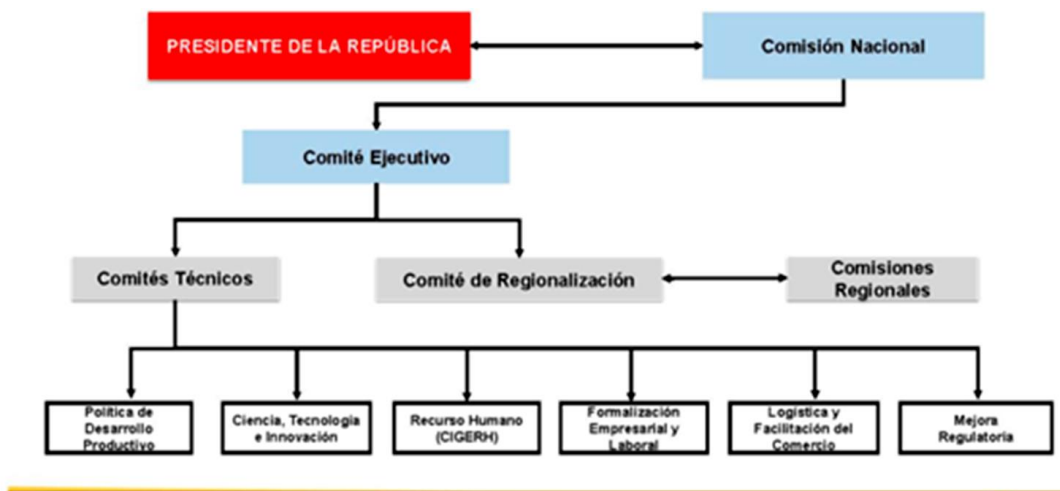 PRESIDENTE DE LA REPÚBLICA
Comisión Nacional
Comité Ejecutivo
Comités Técnicos
Comité de Regionalización
Comisiones
Regionales
Política de
Desarrollo
Productivo
Ciencia, Tecnología
e Innovación
Recurso Humano
(CIGERH)
Formalización
Empresarial y
Laboral
Logística y
Facilitación del
Comercio
Mejora
Regulatoria